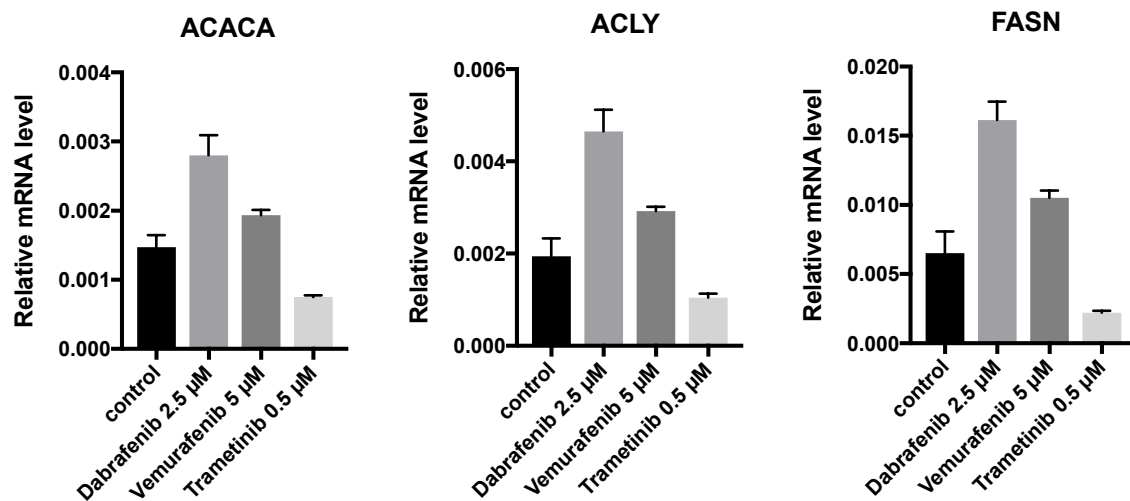 ACACA
Relative mRNA level
0.004
0.003
0.002
0.001
0.000
control
Dabrafenib 2.5 µM
Vemurafenib 5 µM
Trametinib 0.5 µM
ACLY
Relative mRNA level
0.006
0.004
0.002
0.000
control
Dabrafenib 2.5 µM
Vemurafenib 5 µM
Trametinib 0.5 µM
FASN
Relative mRNA level
0.020
0.015
0.010
0.005
0.000
control
Dabrafenib 2.5 µM
Vemurafenib 5 µM
Trametinib 0.5 µM